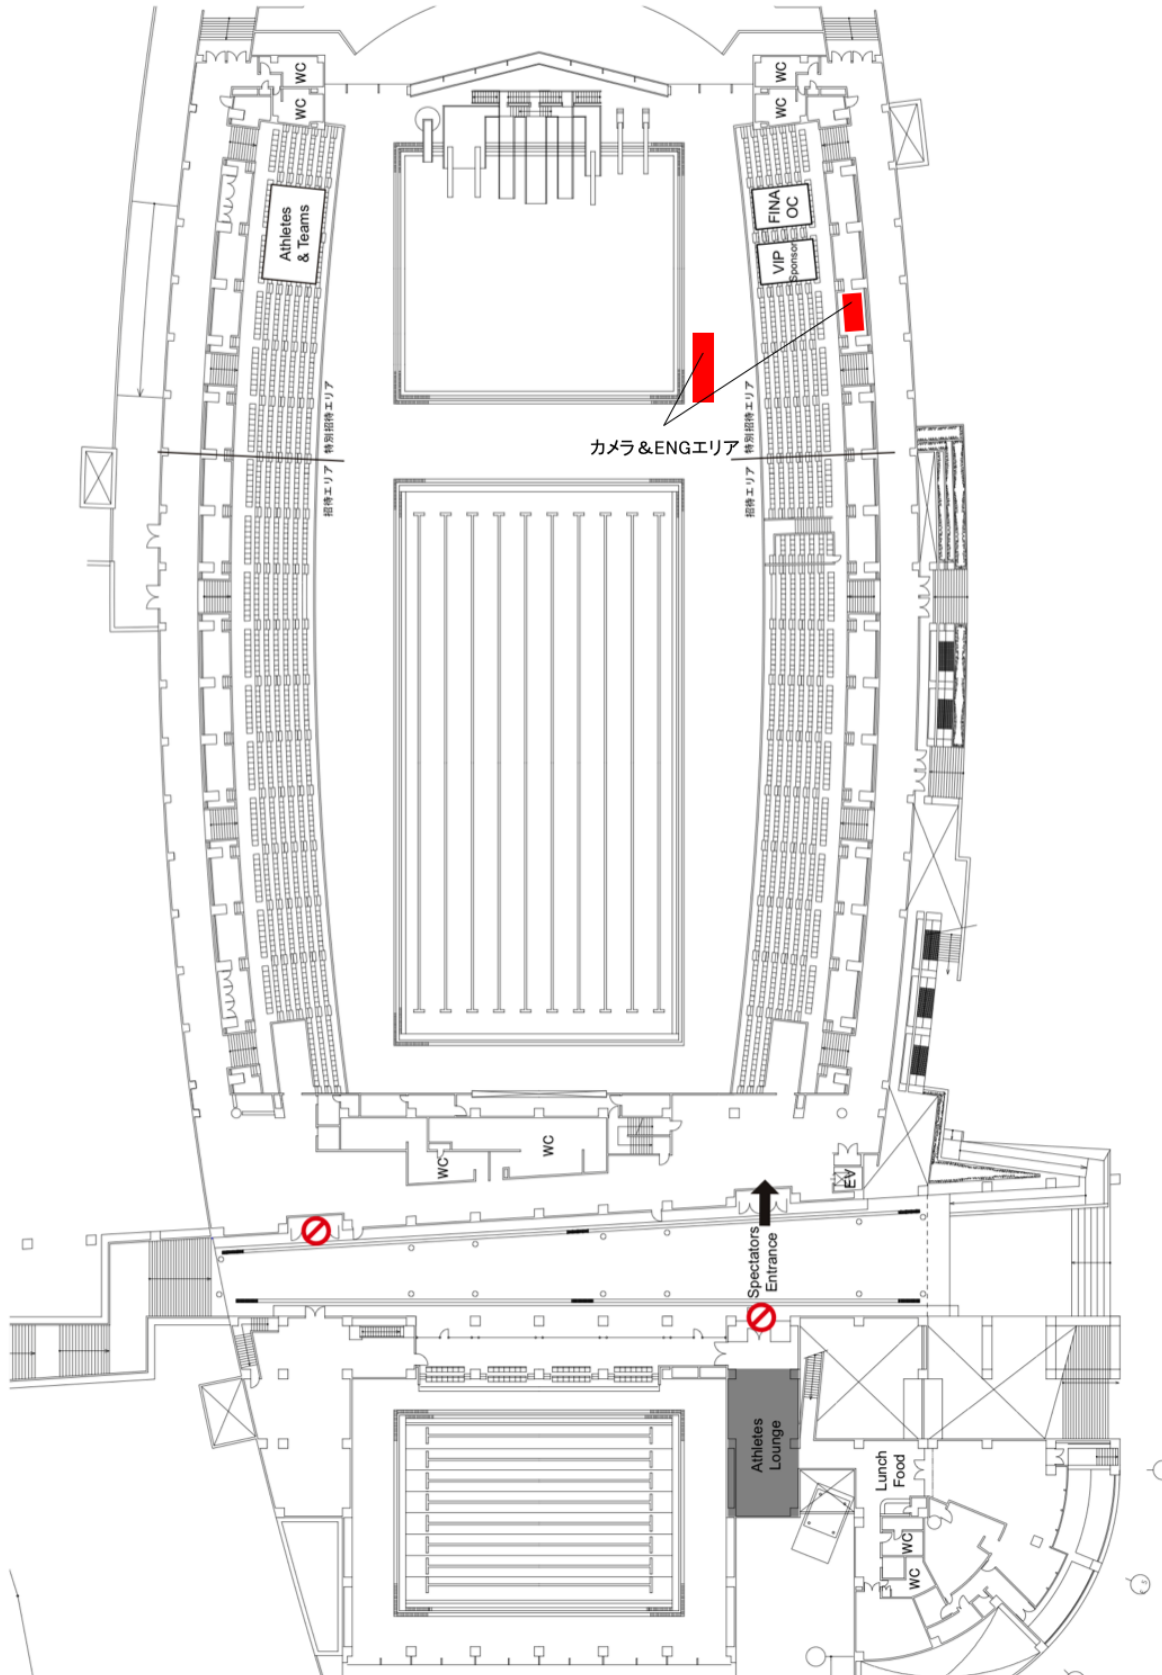 WC
WC
WC
WC
Athletes
& Teams
FINA
OC
VIP
Sponsor
カメラ&ENGエリア
特別招待エリア
招待エリア
特別招待エリア
招待エリア
WC
WC
EV
Spectators
Entrance
Athletes
Lounge
Lunch
Food
WC
WC